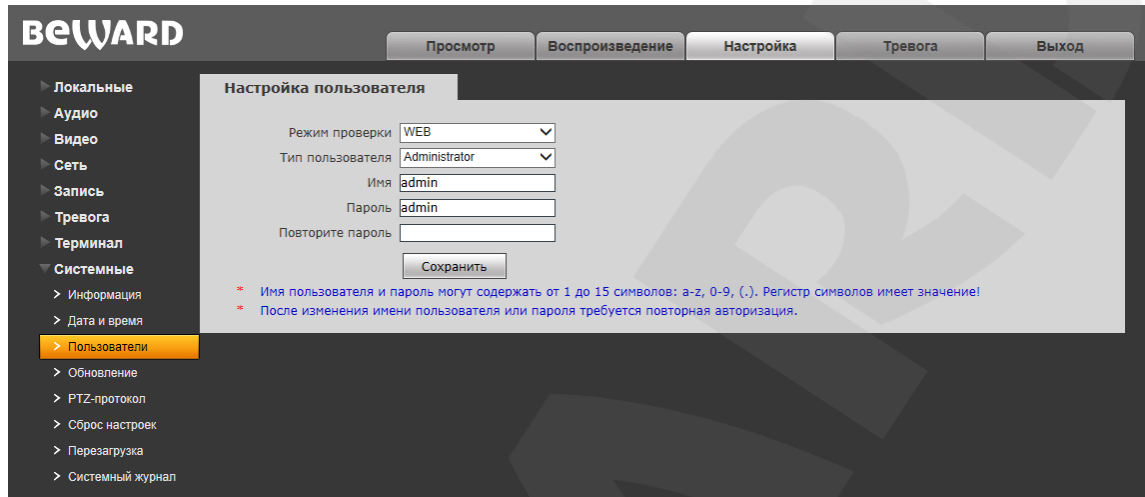 BEWARD
Просмотр Воспроизведение Настройка Тревога Выход
Локальные
Аудио
Видео
Сеть
Запись
Тревога
Терминал
Системные
Информация
Дата и время
Пользователи
Обновление
PTZ-протокол
Сброс настроек
Перезагрузка
Системный журнал
Настройка пользователя
Режим проверки WEB
Тип пользователя Administrator
Имя admin
Пароль admin
Повторите пароль
Сохранить
* Имя пользователя и пароль могут содержать от 1 до 15 символов: a-z, 0-9, (.). Регистр символов имеет значение!
* После изменения имени пользователя или пароля требуется повторная авторизация.